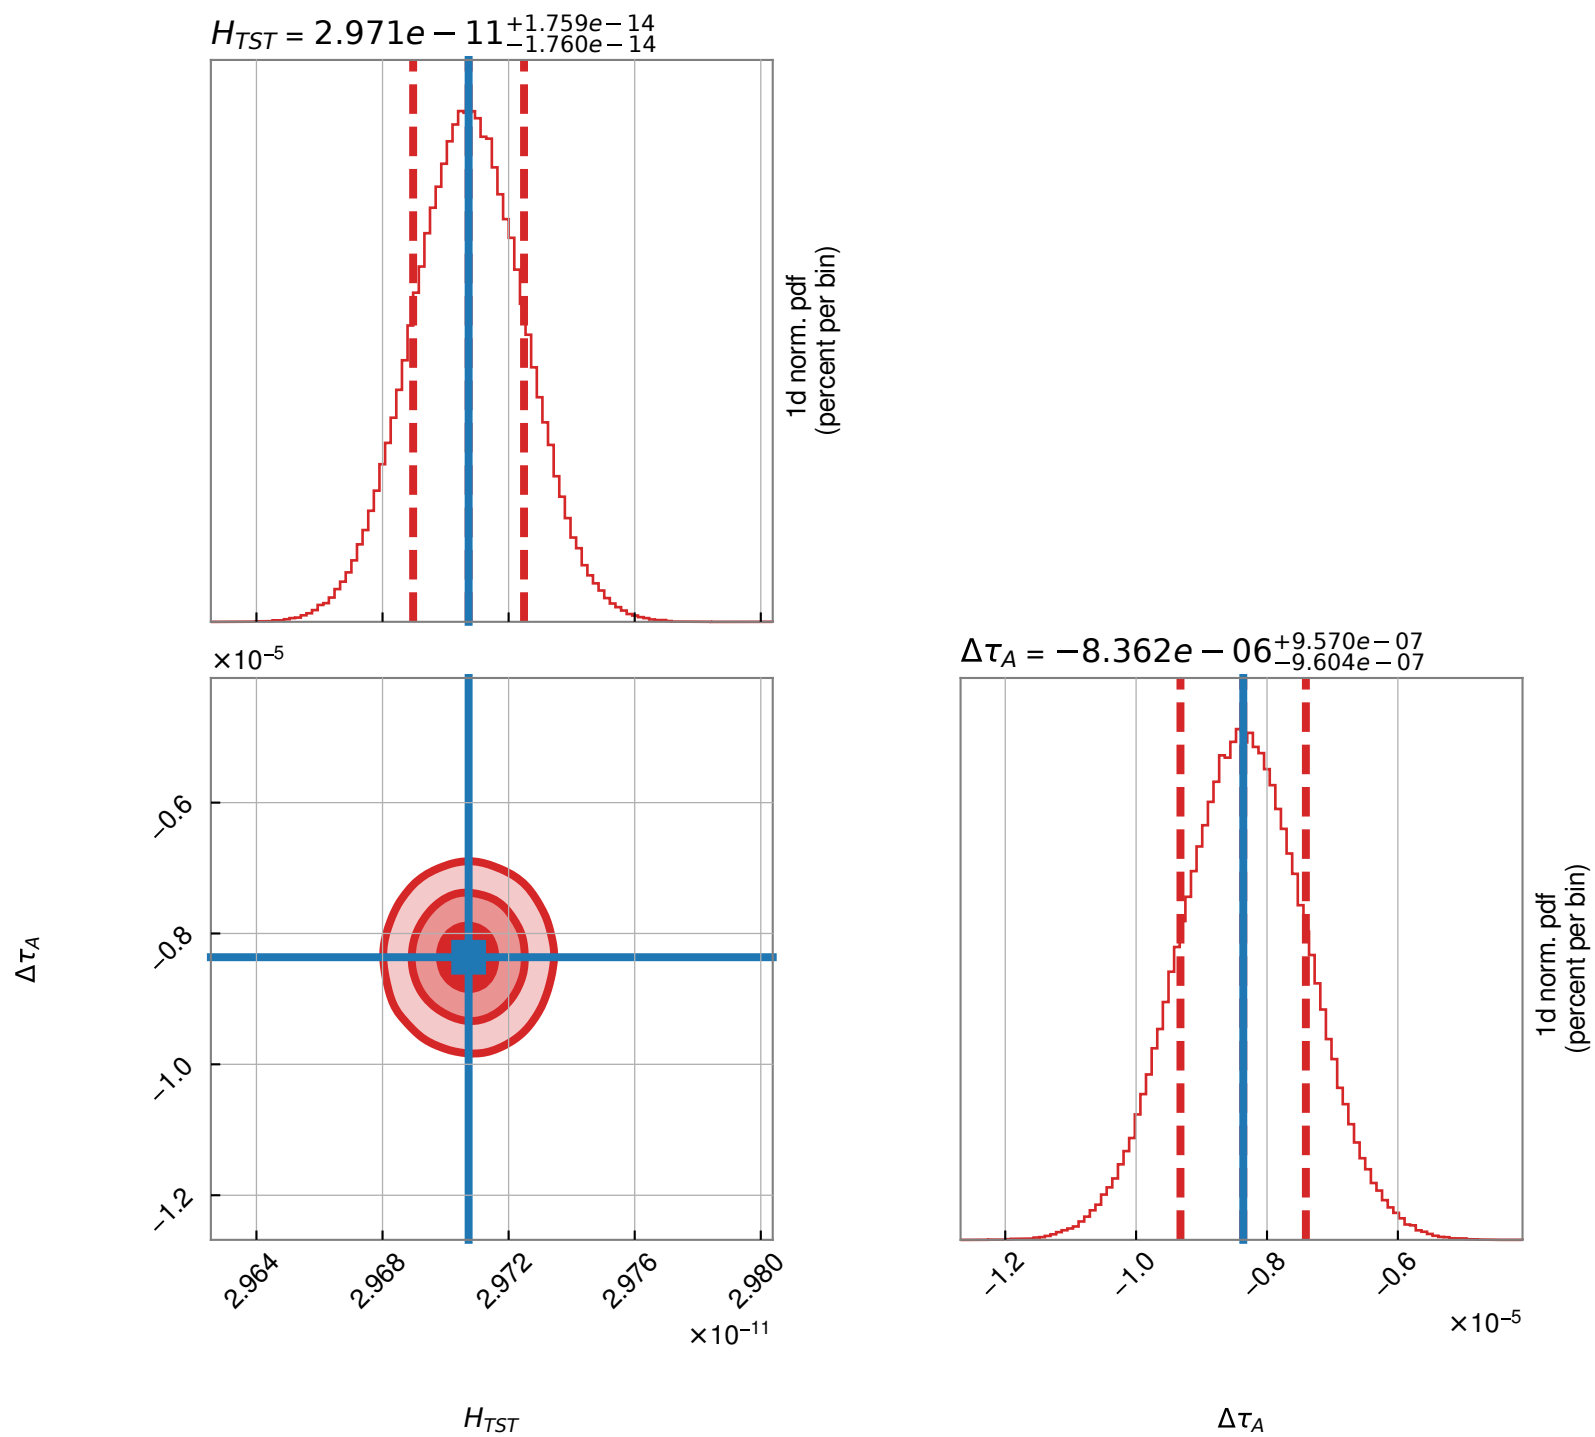 H_TST = 2.971e − 11 +1.759e−14 −1.760e−14
1d norm. pdf
(percent per bin)
×10⁻⁵
Δτ_A = −8.362e − 06 +9.570e−07 −9.604e−07
−0.6
−0.8
−1.0
−1.2
Δτ_A
1d norm. pdf
(percent per bin)
2.964
2.968
2.972
2.976
2.980
×10⁻¹¹
H_TST
−1.2
−1.0
−0.8
−0.6
×10⁻⁵
Δτ_A